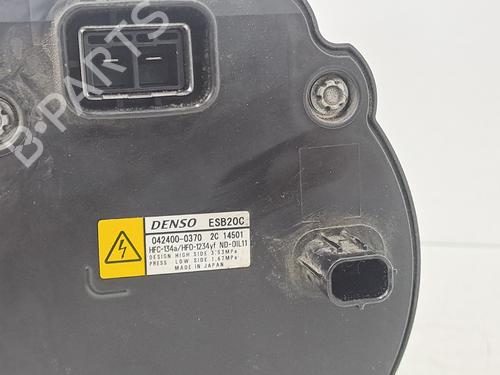 B-PARTS
DENSO ESB20C
042400-0370 2C 14501
HFC-134a/HFO-1234yf ND-OIL11
DESIGN HIGH SIDE 3.53MPa
PRESS LOW SIDE 1.67MPa
MADE IN JAPAN